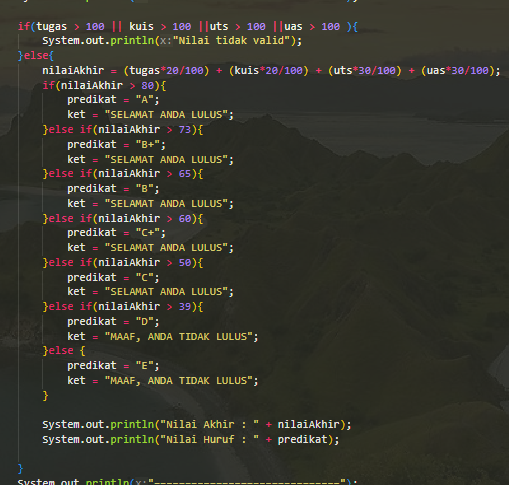 if(tugas > 100 || kuis > 100 ||uts > 100 ||uas > 100 ){
System.out.println(x:"Nilai tidak valid");
}else{
nilaiAkhir = (tugas*20/100) + (kuis*20/100) + (uts*30/100) + (uas*30/100);
if(nilaiAkhir > 80){
predikat = "A";
ket = "SELAMAT ANDA LULUS";
}else if(nilaiAkhir > 73){
predikat = "B+";
ket = "SELAMAT ANDA LULUS";
}else if(nilaiAkhir > 65){
predikat = "B";
ket = "SELAMAT ANDA LULUS";
}else if(nilaiAkhir > 60){
predikat = "C+";
ket = "SELAMAT ANDA LULUS";
}else if(nilaiAkhir > 50){
predikat = "C";
ket = "SELAMAT ANDA LULUS";
}else if(nilaiAkhir > 39){
predikat = "D";
ket = "MAAF, ANDA TIDAK LULUS";
}else {
predikat = "E";
ket = "MAAF, ANDA TIDAK LULUS";
}
System.out.println("Nilai Akhir : " + nilaiAkhir);
System.out.println("Nilai Huruf : " + predikat);
}
System.out.println(x:"==============================");